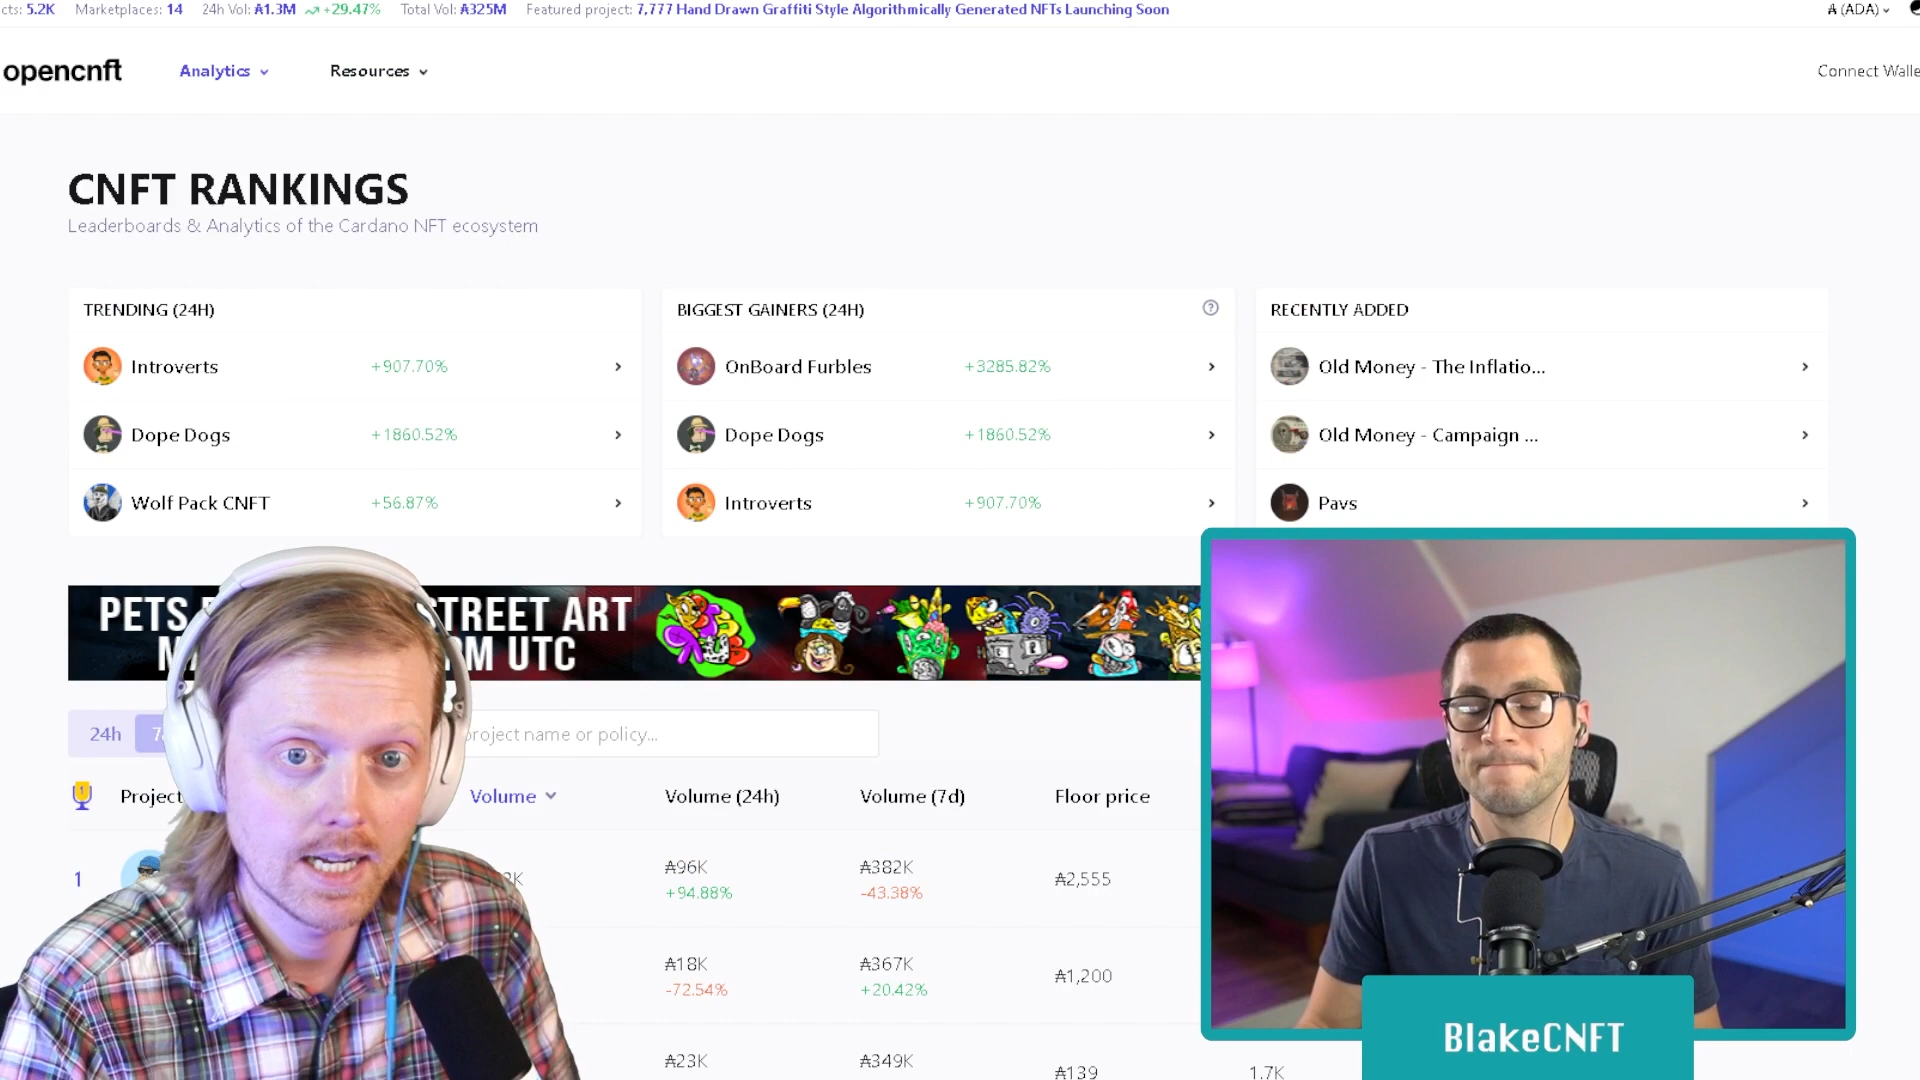 cts: 5.2K Marketplaces: 14 24h Vol: ₳1.3M +29.47% Total Vol: ₳325M Featured project: 7,777 Hand Drawn Graffiti Style Algorithmically Generated NFTs Launching Soon ₳ (ADA)
opencnft Analytics Resources Connect Walle
CNFT RANKINGS
Leaderboards & Analytics of the Cardano NFT ecosystem
TRENDING (24H)
Introverts +907.70%
Dope Dogs +1860.52%
Wolf Pack CNFT +56.87%
BIGGEST GAINERS (24H)
OnBoard Furbles +3285.82%
Dope Dogs +1860.52%
Introverts +907.70%
RECENTLY ADDED
Old Money - The Inflatio...
Old Money - Campaign ...
Pavs
PETS STREET ART
M UTC
24h 7 project name or policy...
Project Volume Volume (24h) Volume (7d) Floor price
1 K ₳96K ₳382K ₳2,555
+94.88% -43.38%
₳18K ₳367K ₳1,200
-72.54% +20.42%
₳23K ₳349K ₳139 1.7K
BlakeCNFT